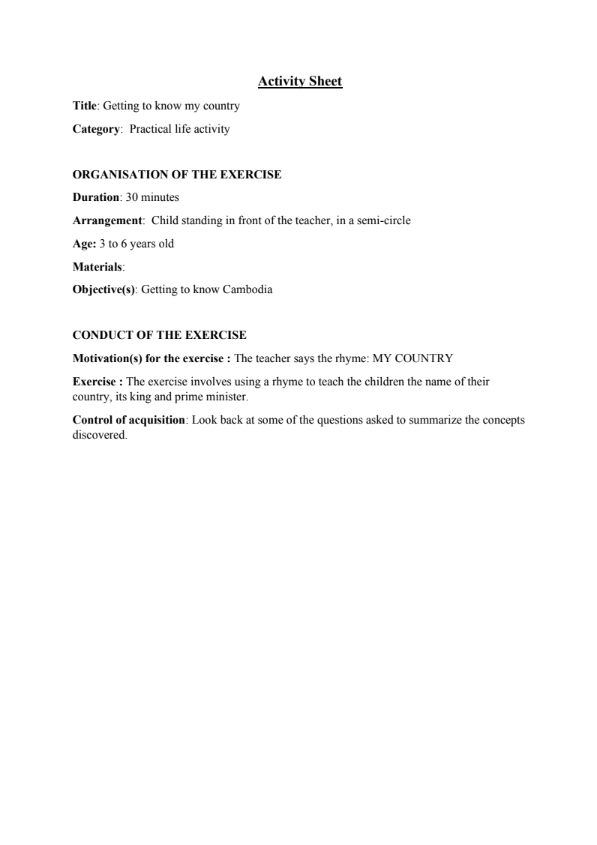 Activity Sheet
Title: Getting to know my country
Category:  Practical life activity
ORGANISATION OF THE EXERCISE
Duration: 30 minutes
Arrangement:  Child standing in front of the teacher, in a semi-circle
Age: 3 to 6 years old
Materials:
Objective(s): Getting to know Cambodia
CONDUCT OF THE EXERCISE
Motivation(s) for the exercise : The teacher says the rhyme: MY COUNTRY
Exercise : The exercise involves using a rhyme to teach the children the name of their
country, its king and prime minister.
Control of acquisition: Look back at some of the questions asked to summarize the concepts
discovered.